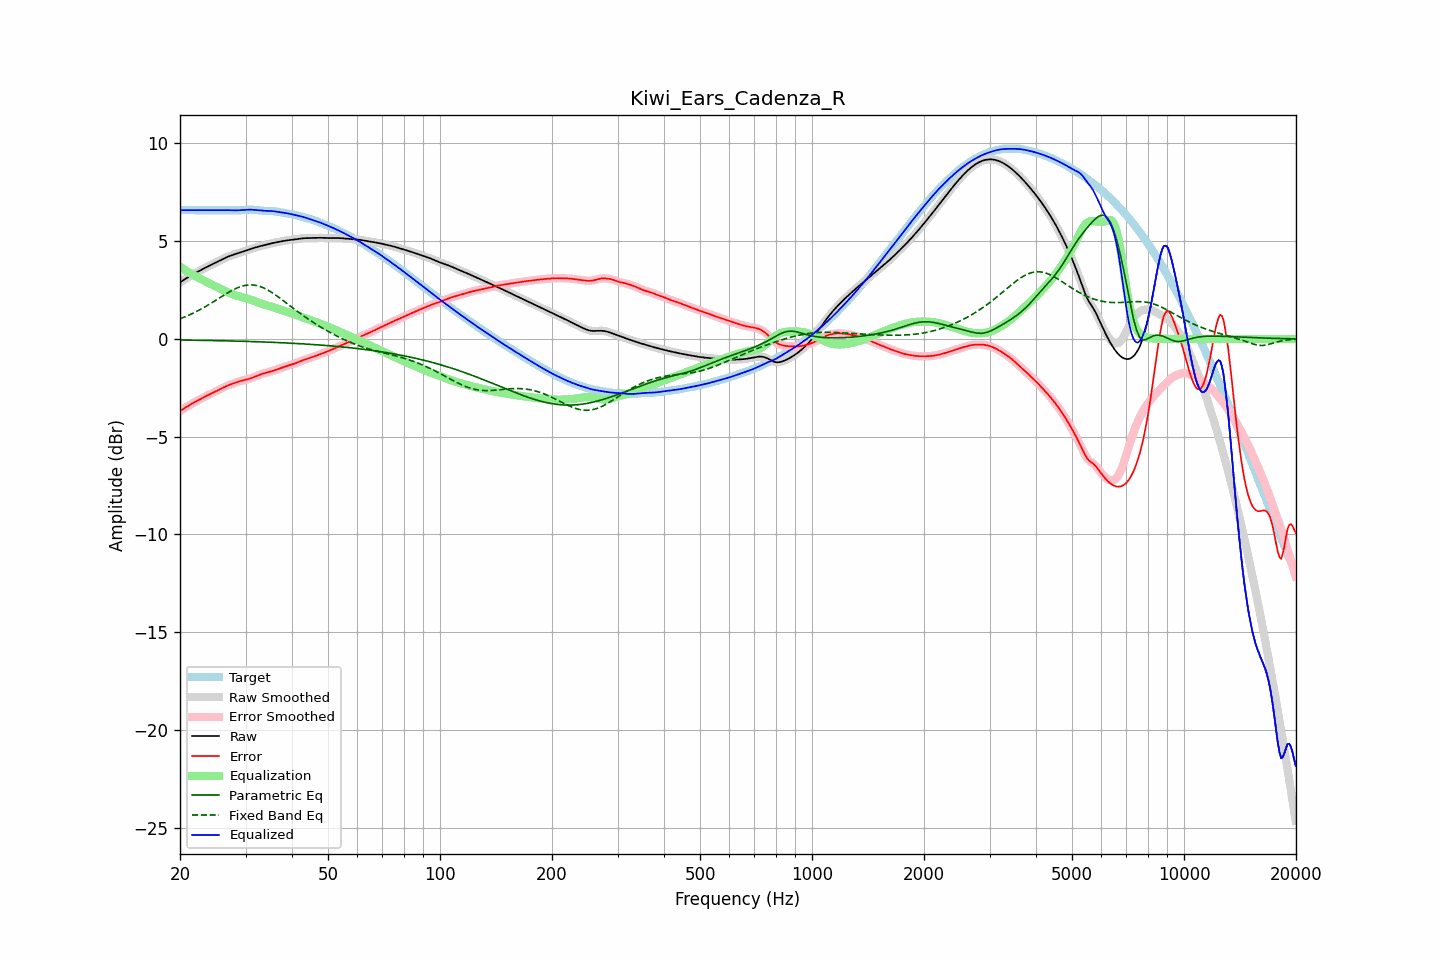 Kiwi_Ears_Cadenza_R
10
5
0
−5
−10
−15
−20
−25
Amplitude (dBr)
Target
Raw Smoothed
Error Smoothed
Raw
Error
Equalization
Parametric Eq
Fixed Band Eq
Equalized
20 50 100 200 500 1000 2000 5000 10000 20000
Frequency (Hz)